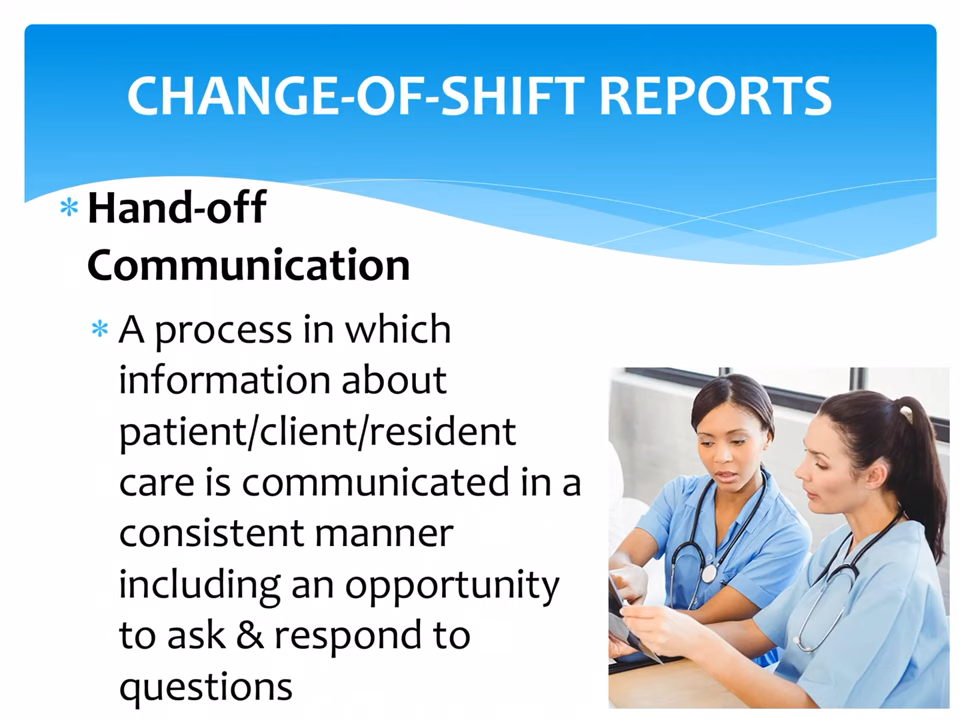 CHANGE-OF-SHIFT REPORTS
Hand-off
Communication
A process in which
information about
patient/client/resident
care is communicated in a
consistent manner
including an opportunity
to ask & respond to
questions